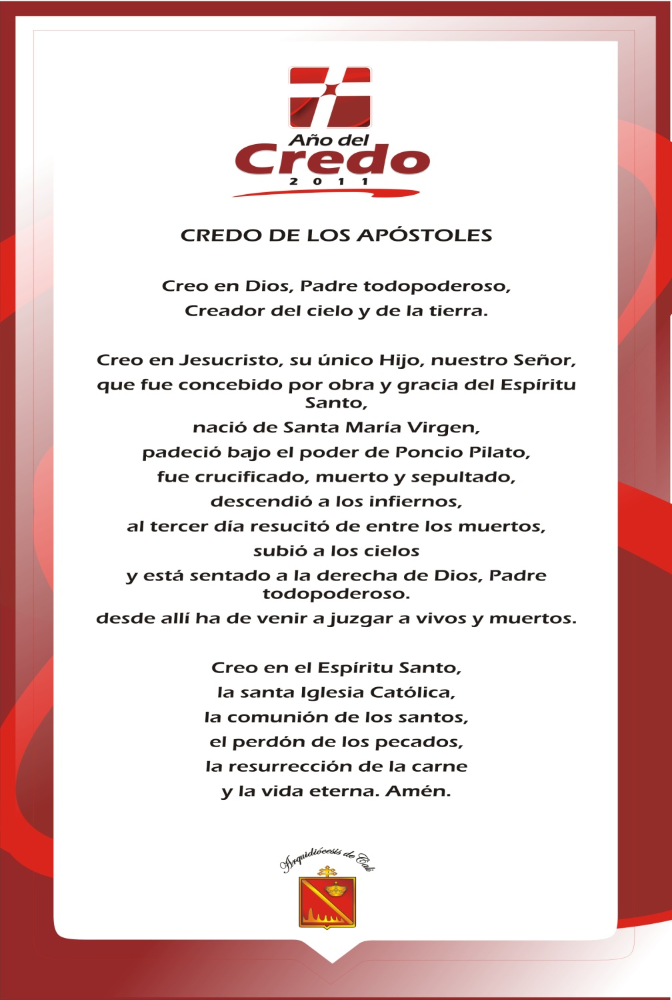 Año del
Credo
2011
CREDO DE LOS APÓSTOLES
Creo en Dios, Padre todopoderoso,
Creador del cielo y de la tierra.
Creo en Jesucristo, su único Hijo, nuestro Señor,
que fue concebido por obra y gracia del Espíritu
Santo,
nació de Santa María Virgen,
padeció bajo el poder de Poncio Pilato,
fue crucificado, muerto y sepultado,
descendió a los infiernos,
al tercer día resucitó de entre los muertos,
subió a los cielos
y está sentado a la derecha de Dios, Padre
todopoderoso.
desde allí ha de venir a juzgar a vivos y muertos.
Creo en el Espíritu Santo,
la santa Iglesia Católica,
la comunión de los santos,
el perdón de los pecados,
la resurrección de la carne
y la vida eterna. Amén.
Arquidiócesis de Cali